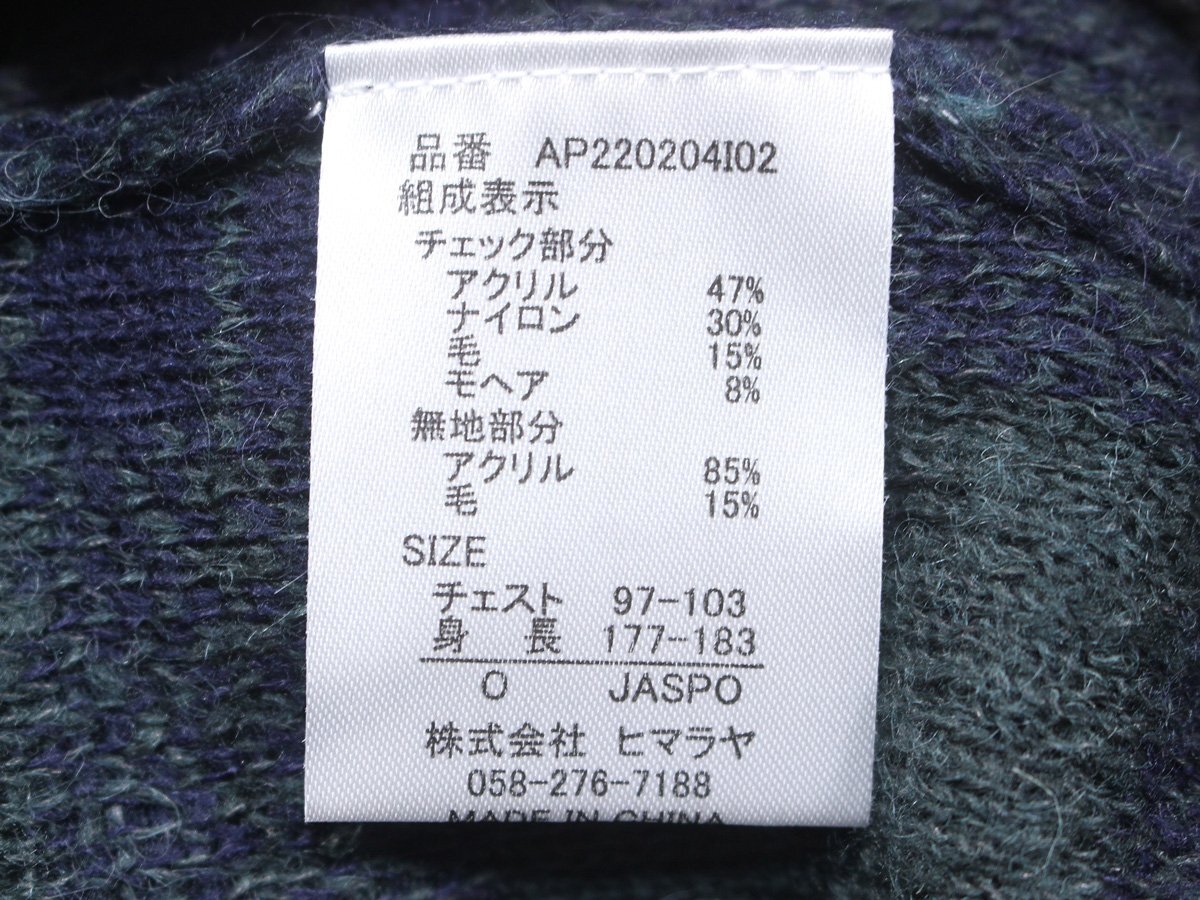 品番 AP220204I02
組成表示
チェック部分
アクリル 47%
ナイロン 30%
毛 15%
モヘア 8%
無地部分
アクリル 85%
毛 15%
SIZE
チェスト 97-103
身長 177-183
O JASPO
株式会社 ヒマラヤ
058-276-7188
MADE IN CHINA